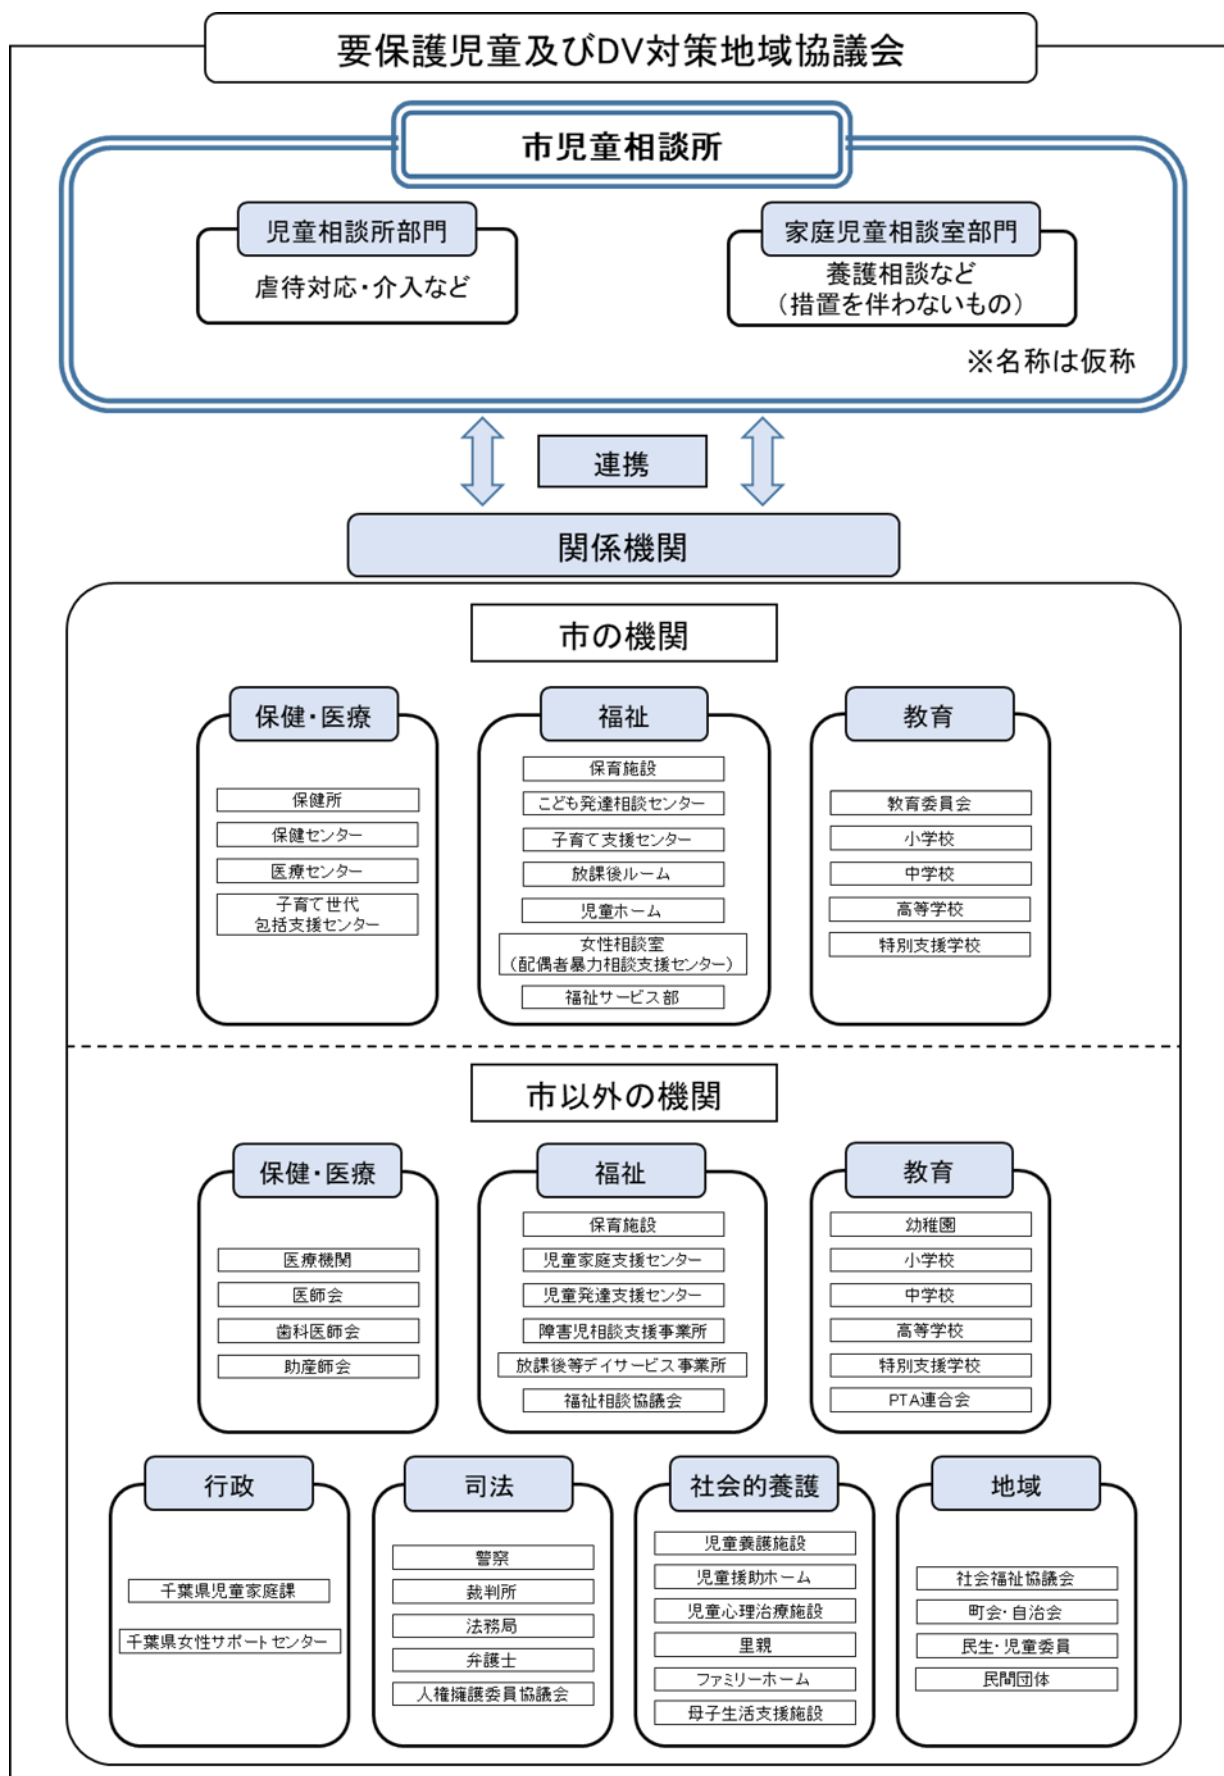 要保護児童及びDV対策地域協議会
市児童相談所
児童相談所部門
虐待対応・介入など
家庭児童相談室部門
養護相談など
（措置を伴わないもの）
※名称は仮称
連携
関係機関
市の機関
保健・医療
保健所
保健センター
医療センター
子育て世代
包括支援センター
福祉
保育施設
こども発達相談センター
子育て支援センター
放課後ルーム
児童ホーム
女性相談室
（配偶者暴力相談支援センター）
福祉サービス部
教育
教育委員会
小学校
中学校
高等学校
特別支援学校
市以外の機関
保健・医療
医療機関
医師会
歯科医師会
助産師会
福祉
保育施設
児童家庭支援センター
児童発達支援センター
障害児相談支援事業所
放課後等デイサービス事業所
福祉相談協議会
教育
幼稚園
小学校
中学校
高等学校
特別支援学校
PTA連合会
行政
千葉県児童家庭課
千葉県女性サポートセンター
司法
警察
裁判所
法務局
弁護士
人権擁護委員協議会
社会的養護
児童養護施設
児童援助ホーム
児童心理治療施設
里親
ファミリーホーム
母子生活支援施設
地域
社会福祉協議会
町会・自治会
民生・児童委員
民間団体